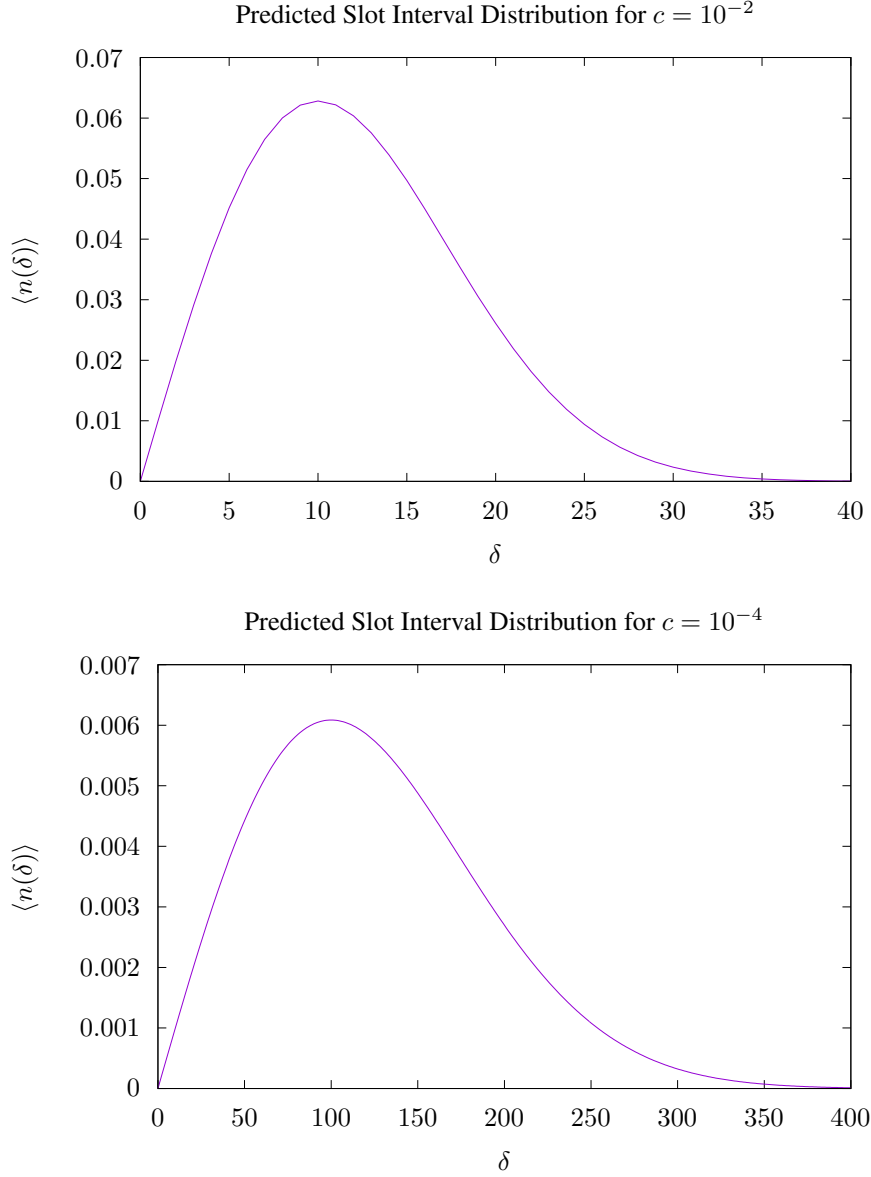 Predicted Slot Interval Distribution for c = 10⁻²
0.07
0.06
0.05
0.04
0.03
0.02
0.01
0
⟨n(δ)⟩
0 5 10 15 20 25 30 35 40
δ
Predicted Slot Interval Distribution for c = 10⁻⁴
0.007
0.006
0.005
0.004
0.003
0.002
0.001
0
⟨n(δ)⟩
0 50 100 150 200 250 300 350 400
δ